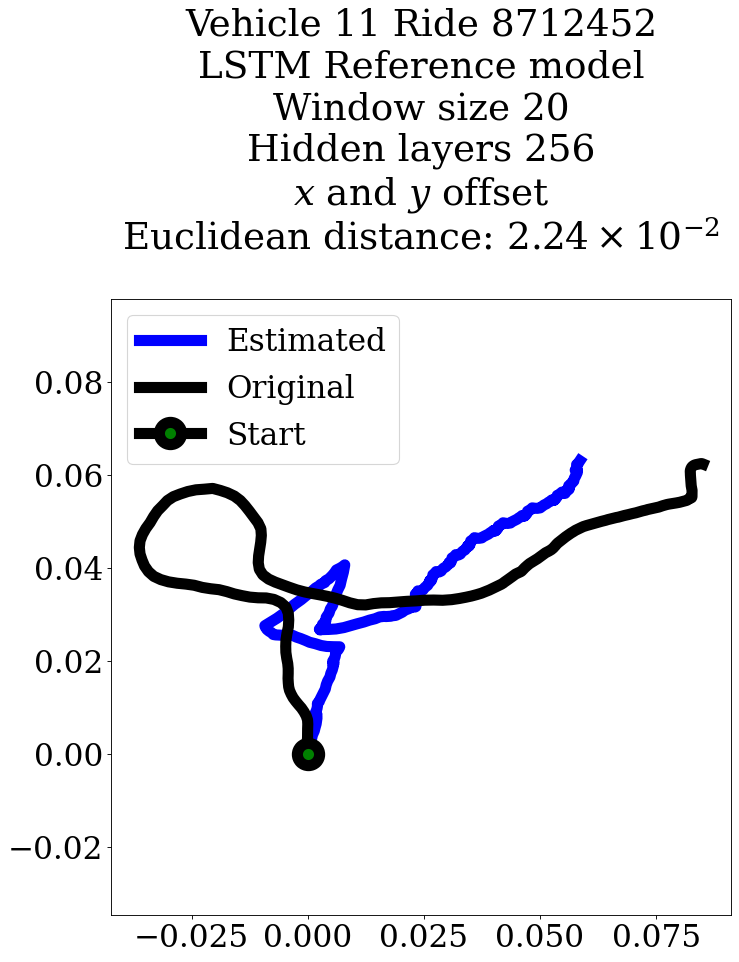 Vehicle 11 Ride 8712452
LSTM Reference model
Window size 20
Hidden layers 256
x and y offset
Euclidean distance: 2.24 × 10⁻²
Estimated
Original
Start
0.08
0.06
0.04
0.02
0.00
−0.02
−0.025 0.000 0.025 0.050 0.075